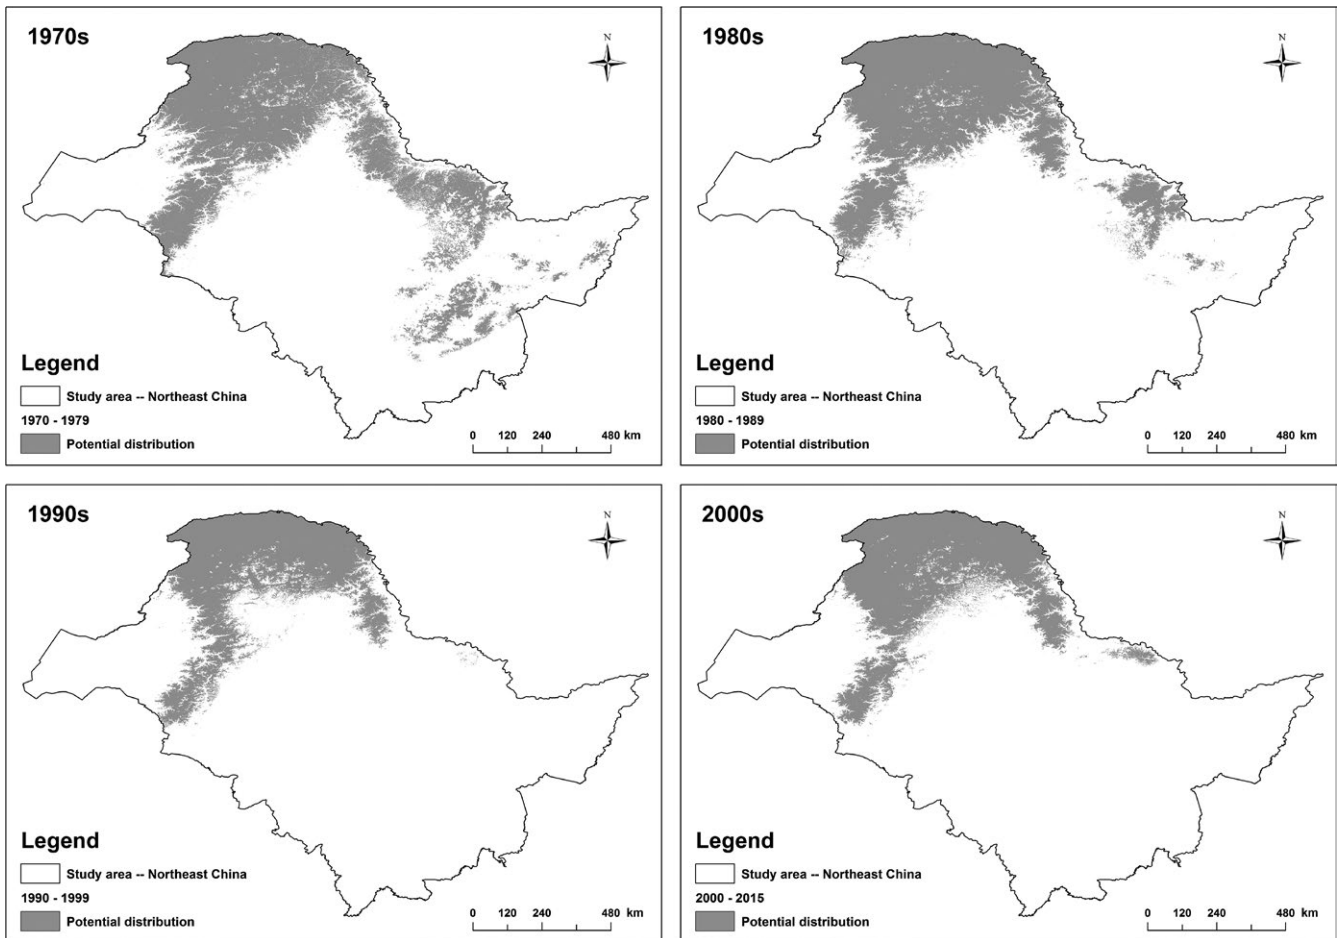 1970s
N
Legend
Study area -- Northeast China
1970 - 1979
Potential distribution
0 120 240 480 km
1980s
N
Legend
Study area -- Northeast China
1980 - 1989
Potential distribution
0 120 240 480 km
1990s
N
Legend
Study area -- Northeast China
1990 - 1999
Potential distribution
0 120 240 480 km
2000s
N
Legend
Study area -- Northeast China
2000 - 2015
Potential distribution
0 120 240 480 km